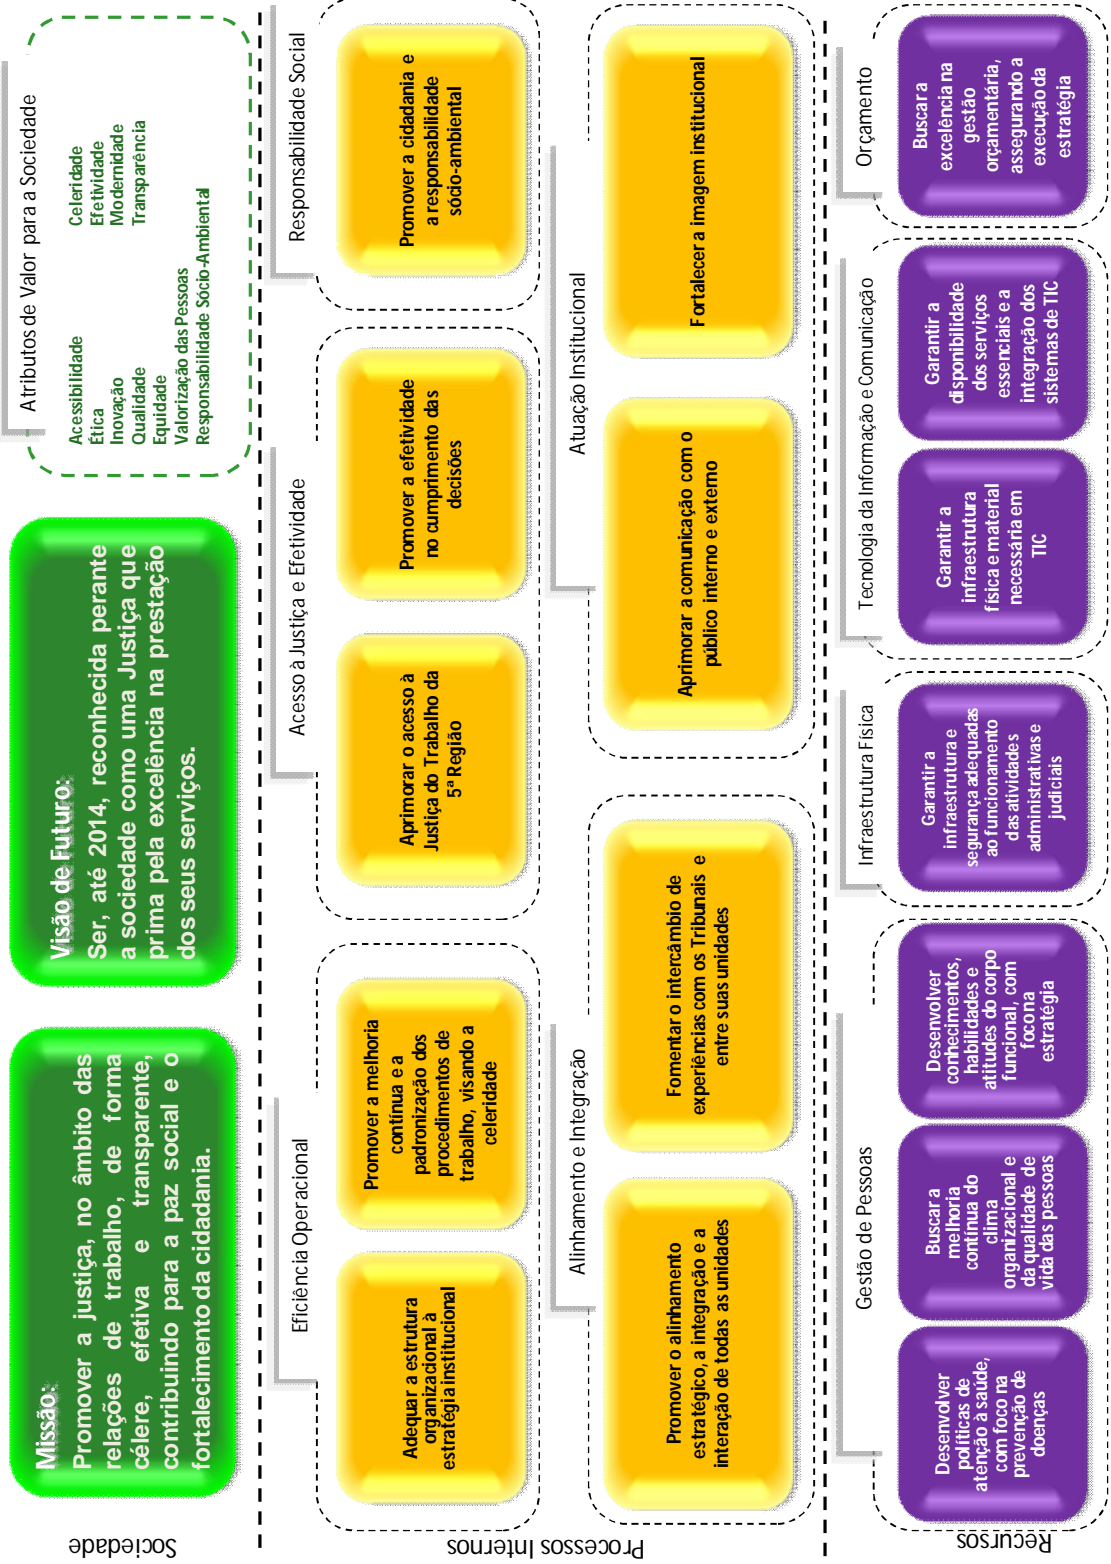 Sociedade
Missão:
Promover a justiça, no âmbito das
relações de trabalho, de forma
célere, efetiva e transparente,
contribuindo para a paz social e o
fortalecimento da cidadania.
Visão de Futuro:
Ser, até 2014, reconhecida perante
a sociedade como uma Justiça que
prima pela excelência na prestação
dos seus serviços.
Atributos de Valor para a Sociedade
Acessibilidade
Ética
Inovação
Qualidade
Equidade
Valorização das Pessoas
Responsabilidade Sócio-Ambiental
Celeridade
Efetividade
Modernidade
Transparência
Processos Internos
Eficiência Operacional
Adequar a estrutura
organizacional à
estratégia institucional
Promover a melhoria
contínua e a
padronização dos
procedimentos de
trabalho, visando a
celeridade
Acesso à Justiça e Efetividade
Aprimorar o acesso à
Justiça do Trabalho da
5ª Região
Promover a efetividade
no cumprimento das
decisões
Responsabilidade Social
Promover a cidadania e
a responsabilidade
sócio-ambiental
Alinhamento e Integração
Promover o alinhamento
estratégico, a integração e a
interação de todas as unidades
Fomentar o intercâmbio de
experiências com os Tribunais e
entre suas unidades
Atuação Institucional
Aprimorar a comunicação com o
público interno e externo
Fortalecer a imagem institucional
Recursos
Gestão de Pessoas
Desenvolver
políticas de
atenção à saúde,
com foco na
prevenção de
doenças
Buscar a
melhoria
contínua do
clima
organizacional e
da qualidade de
vida das pessoas
Desenvolver
conhecimentos,
habilidades e
atitudes do corpo
funcional, com
foco na
estratégia
Infraestrutura Física
Garantir a
infraestrutura e
segurança adequadas
ao funcionamento
das atividades
administrativas e
judiciais
Tecnologia da Informação e Comunicação
Garantir a
infraestrutura
física e material
necessária em
TIC
Garantir a
disponibilidade
dos serviços
essenciais e a
integração dos
sistemas de TIC
Orçamento
Buscar a
excelência na
gestão
orçamentária,
assegurando a
execução da
estratégia